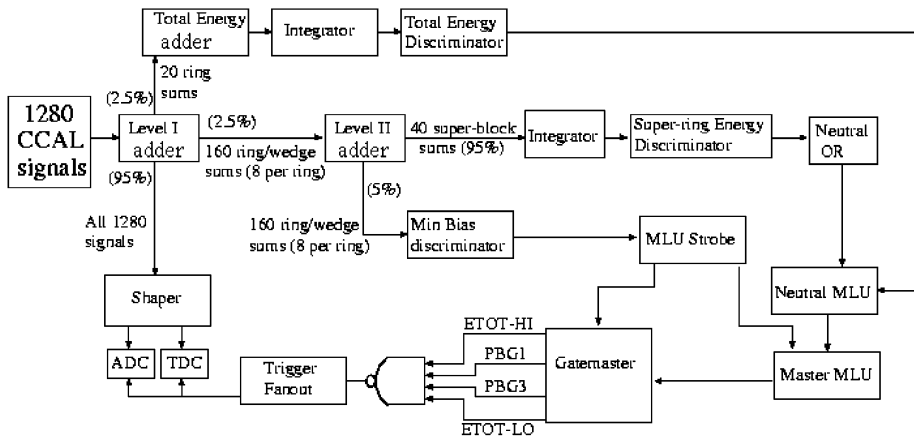 Total Energy
adder
Integrator
Total Energy
Discriminator
20 ring
sums
(2.5%)
1280
CCAL
signals
Level I
adder
(2.5%)
160 ring/wedge
sums (8 per ring)
Level II
adder
40 super-block
sums (95%)
Integrator
Super-ring Energy
Discriminator
Neutral
OR
(95%)
(5%)
All 1280
signals
160 ring/wedge
sums (8 per ring)
Min Bias
discriminator
MLU Strobe
Shaper
Neutral MLU
ADC
TDC
Trigger
Fanout
ETOT-HI
PBG1
PBG3
ETOT-LO
Gatemaster
Master MLU